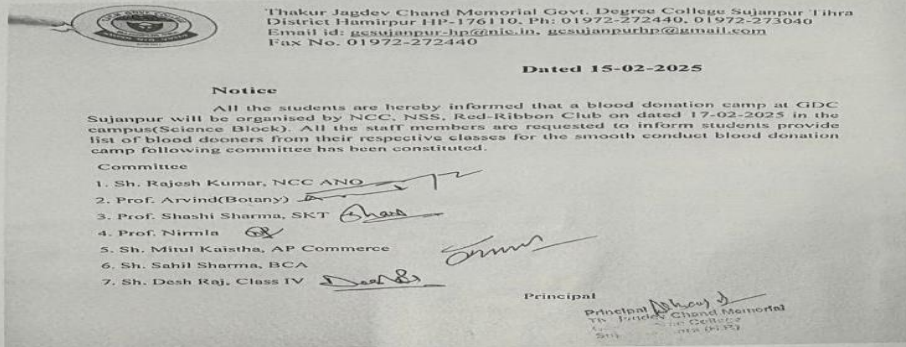 Thakur Jagdev Chand Memorial Govt. Degree College Sujanpur Tihra
District Hamirpur HP-176110, Ph: 01972-272440, 01972-273040
Email id: gcsujanpur-hp@nic.in, gcsujanpurhp@gmail.com
Fax No. 01972-272440
Dated 15-02-2025
Notice
All the students are hereby informed that a blood donation camp at GDC
Sujanpur will be organised by NCC, NSS, Red-Ribbon Club on dated 17-02-2025 in the
campus(Science Block). All the staff members are requested to inform students provide
list of blood dooners from their respective classes for the smooth conduct blood donation
camp following committee has been constituted.
Committee
1. Sh. Rajesh Kumar, NCC ANO
2. Prof. Arvind(Botany)
3. Prof. Shashi Sharma, SKT
4. Prof. Nirmla
5. Sh. Mitul Kaistha, AP Commerce
6. Sh. Sahil Sharma, BCA
7. Sh. Desh Raj, Class IV
Principal
Principal
Chand Memorial
College